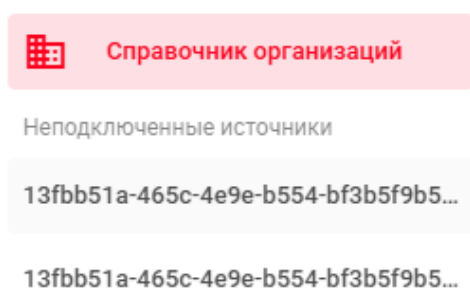 Справочник организаций
Неподключенные источники
13fbb51a-465c-4e9e-b554-bf3b5f9b5...
13fbb51a-465c-4e9e-b554-bf3b5f9b5...